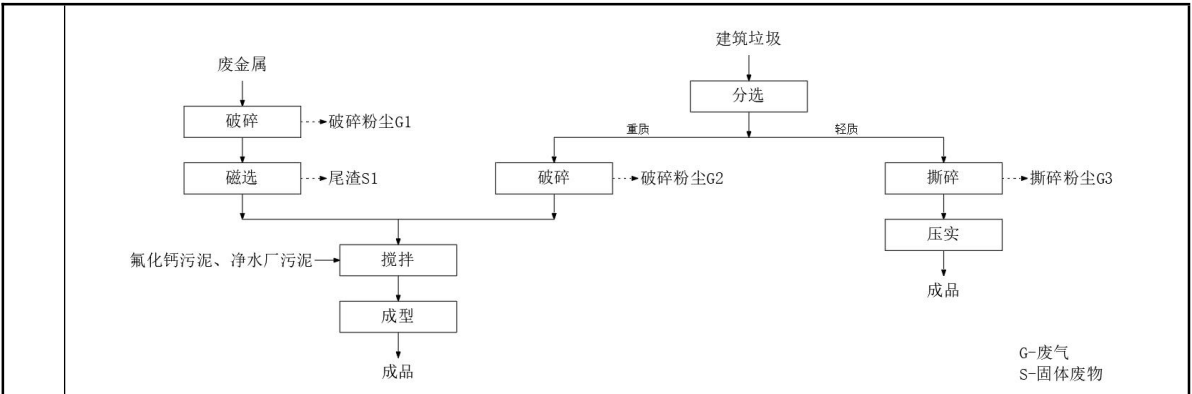 建筑垃圾
废金属
分选
破碎
破碎粉尘G1
重质
轻质
磁选
尾渣S1
破碎
破碎粉尘G2
撕碎
撕碎粉尘G3
压实
氟化钙污泥、净水厂污泥
搅拌
成品
成型
成品
G-废气
S-固体废物